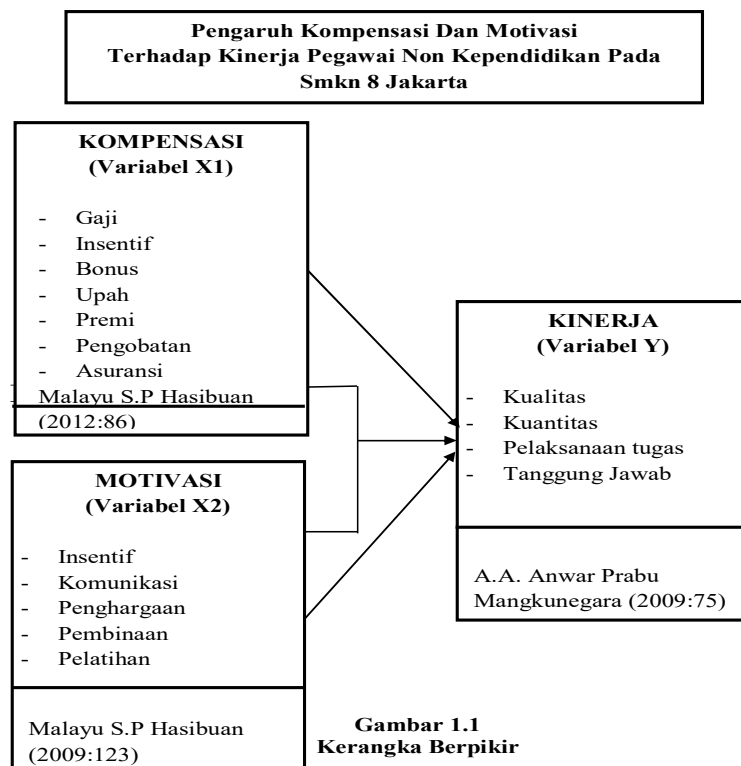 Pengaruh Kompensasi Dan Motivasi
Terhadap Kinerja Pegawai Non Kependidikan Pada
Smkn 8 Jakarta
KOMPENSASI
(Variabel X1)
- Gaji
- Insentif
- Bonus
- Upah
- Premi
- Pengobatan
- Asuransi
Malayu S.P Hasibuan
(2012:86)
KINERJA
(Variabel Y)
- Kualitas
- Kuantitas
- Pelaksanaan tugas
- Tanggung Jawab
A.A. Anwar Prabu
Mangkunegara (2009:75)
MOTIVASI
(Variabel X2)
- Insentif
- Komunikasi
- Penghargaan
- Pembinaan
- Pelatihan
Malayu S.P Hasibuan
(2009:123)
Gambar 1.1
Kerangka Berpikir